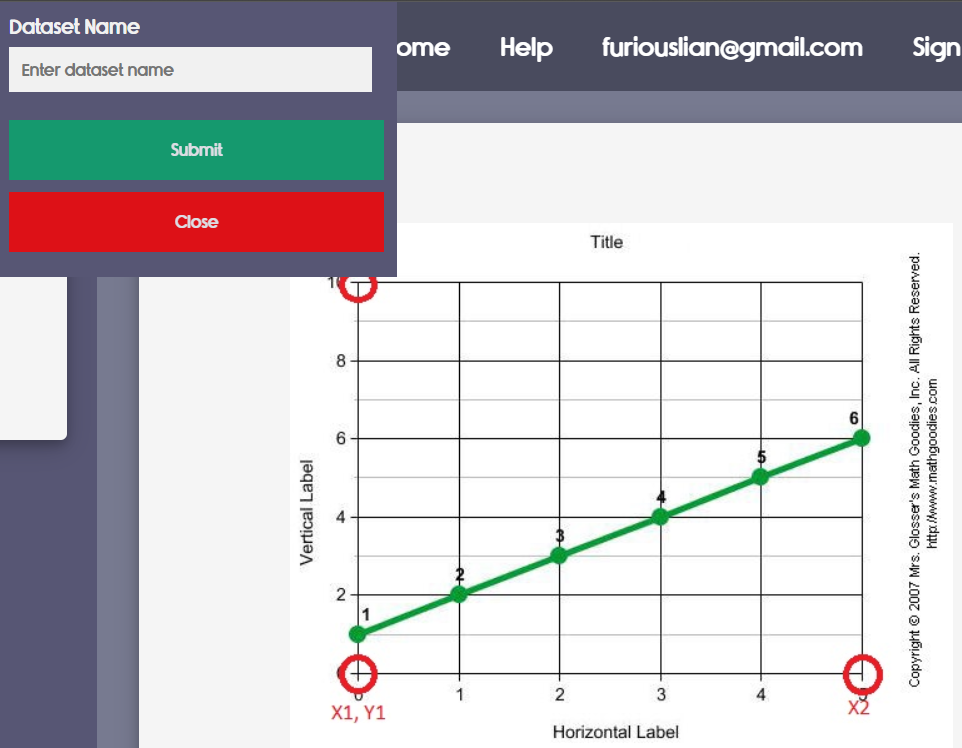 Dataset Name
Enter dataset name
Submit
Close
ome Help furiouslian@gmail.com Sign
Title
8
6
4
2
Vertical Label
1
2
3
4
5
6
0 1 2 3 4 5
X1, Y1
X2
Horizontal Label
Copyright © 2007 Mrs. Glosser's Math Goodies, Inc. All Rights Reserved.
http://www.mathgoodies.com